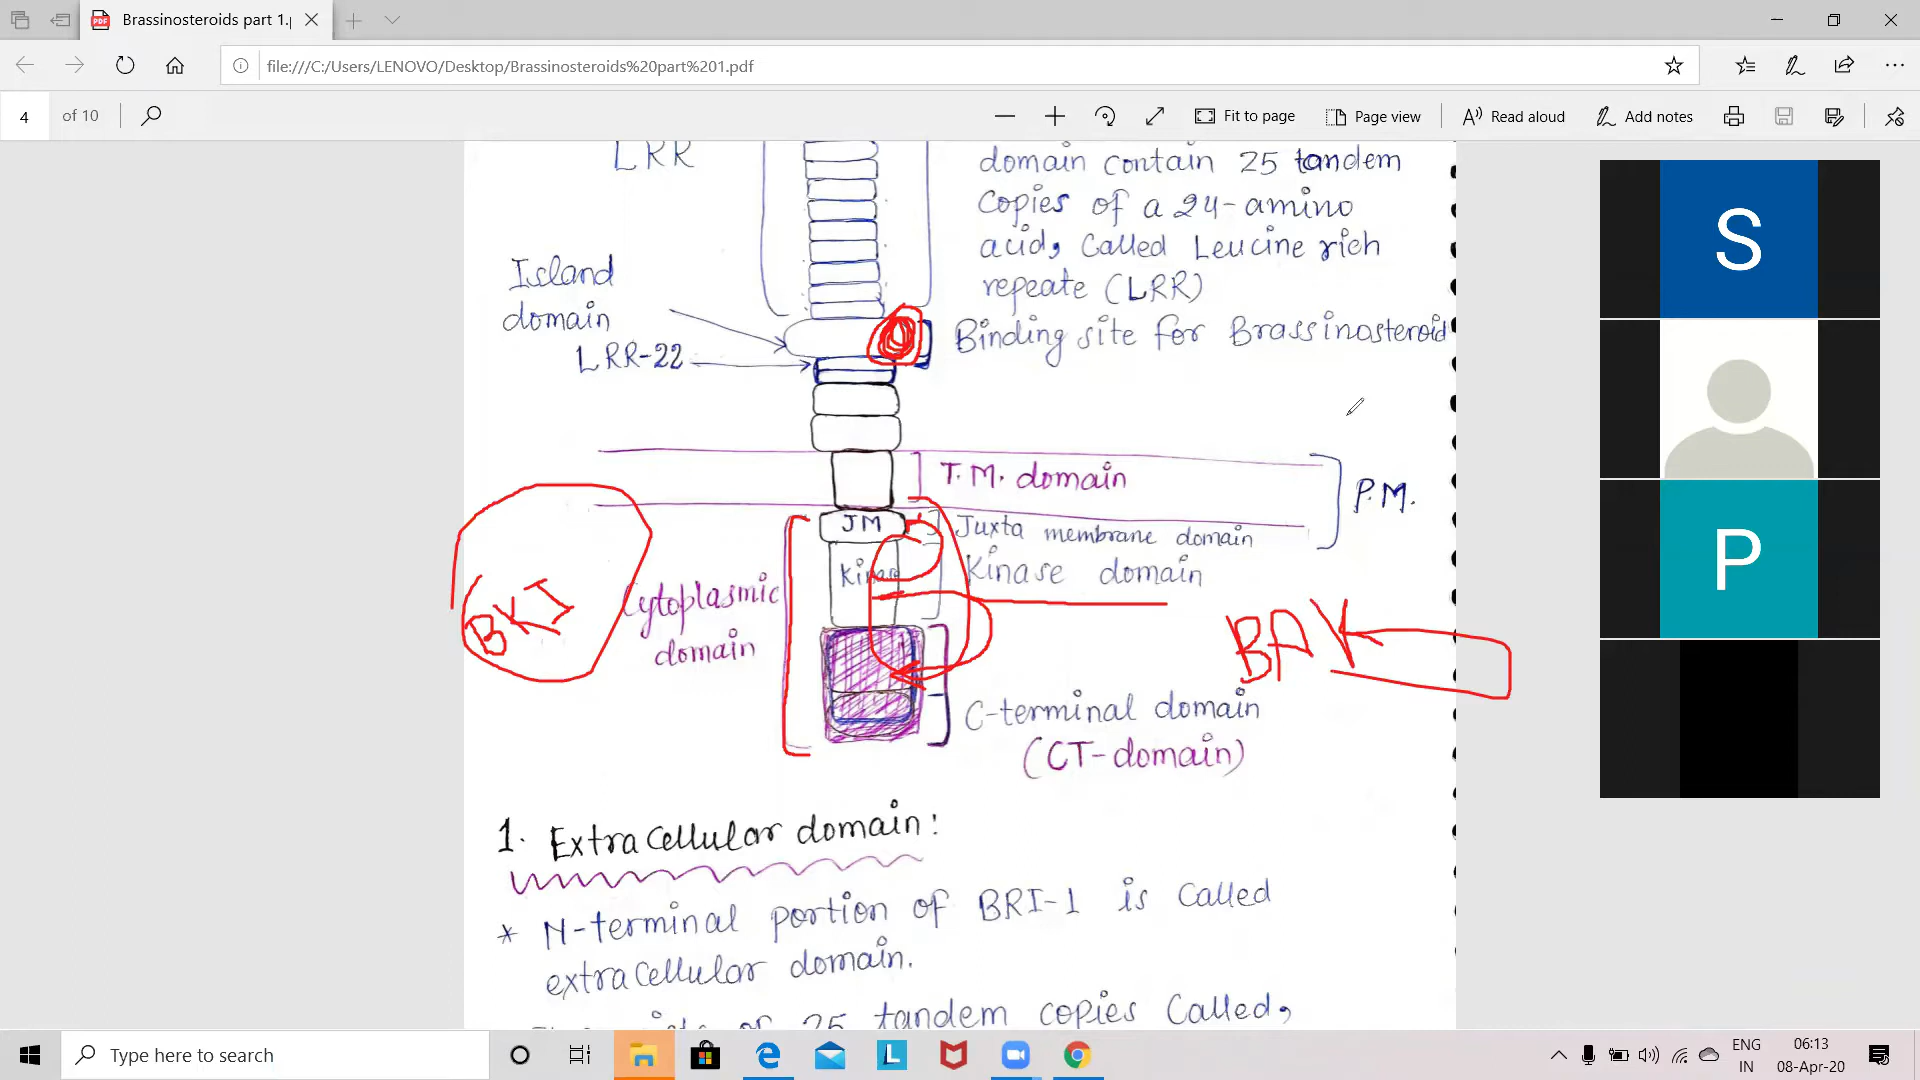 Brassinosteroids part 1.p
file:///C:/Users/LENOVO/Desktop/Brassinosteroids%20part%201.pdf
4
of 10
Fit to page
Page view
Read aloud
Add notes
LRR
domain contain 25 tandem
copies of a 24-amino
acid, called Leucine rich
repeate (LRR)
Island
domain
Binding site for Brassinosteroid
LRR-22
T.M. domain
P.M.
JM
Juxta membrane domain
Kinase domain
BKI
Cytoplasmic
domain
BAK
C-terminal domain
(CT-domain)
1. Extracellular domain:
* N-terminal portion of BRI-1 is called
extracellular domain.
25 tandem copies called,
S
P
Type here to search
L
ENG
IN
06:13
08-Apr-20